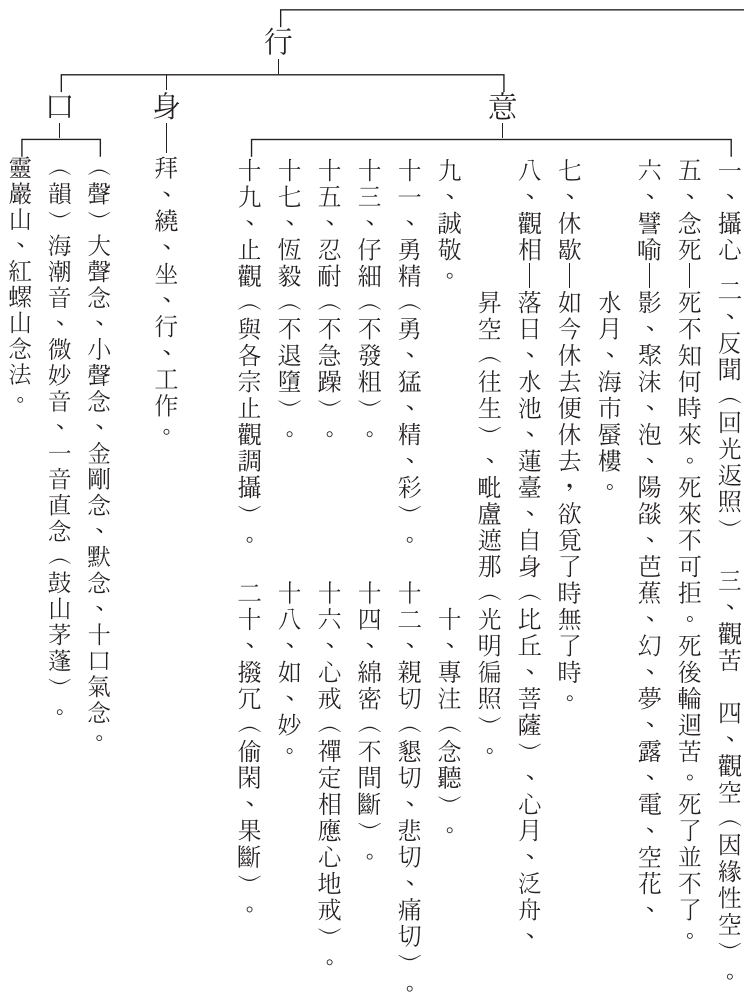 行
意
一、攝心 二、反聞（回光返照） 三、觀苦 四、觀空（因緣性空）。
五、念死—死不知何時來。死來不可拒。死後輪迴苦。死了並不了。
六、譬喻—影、聚沫、泡、陽燄、芭蕉、幻、夢、露、電、空花、
水月、海市蜃樓。
七、休歇—如今休去便休去，欲覓了時無了時。
八、觀相—落日、水池、蓮臺、自身（比丘、菩薩）、心月、泛舟、
昇空（往生）、毗盧遮那（光明徧照）。
九、誠敬。 十、專注（念聽）。
十一、勇精（勇、猛、精、彩）。 十二、親切（懇切、悲切、痛切）。
十三、仔細（不發粗）。 十四、綿密（不間斷）。
十五、忍耐（不急躁）。 十六、心戒（禪定相應心地戒）。
十七、恆毅（不退墮）。 十八、如、妙。
十九、止觀（與各宗止觀調攝）。 二十、撥冗（偷閑、果斷）。
身—拜、繞、坐、行、工作。
口
（聲）大聲念、小聲念、金剛念、默念、十口氣念。
（韻）海潮音、微妙音、一音直念（鼓山茅蓬）。
靈巖山、紅螺山念法。